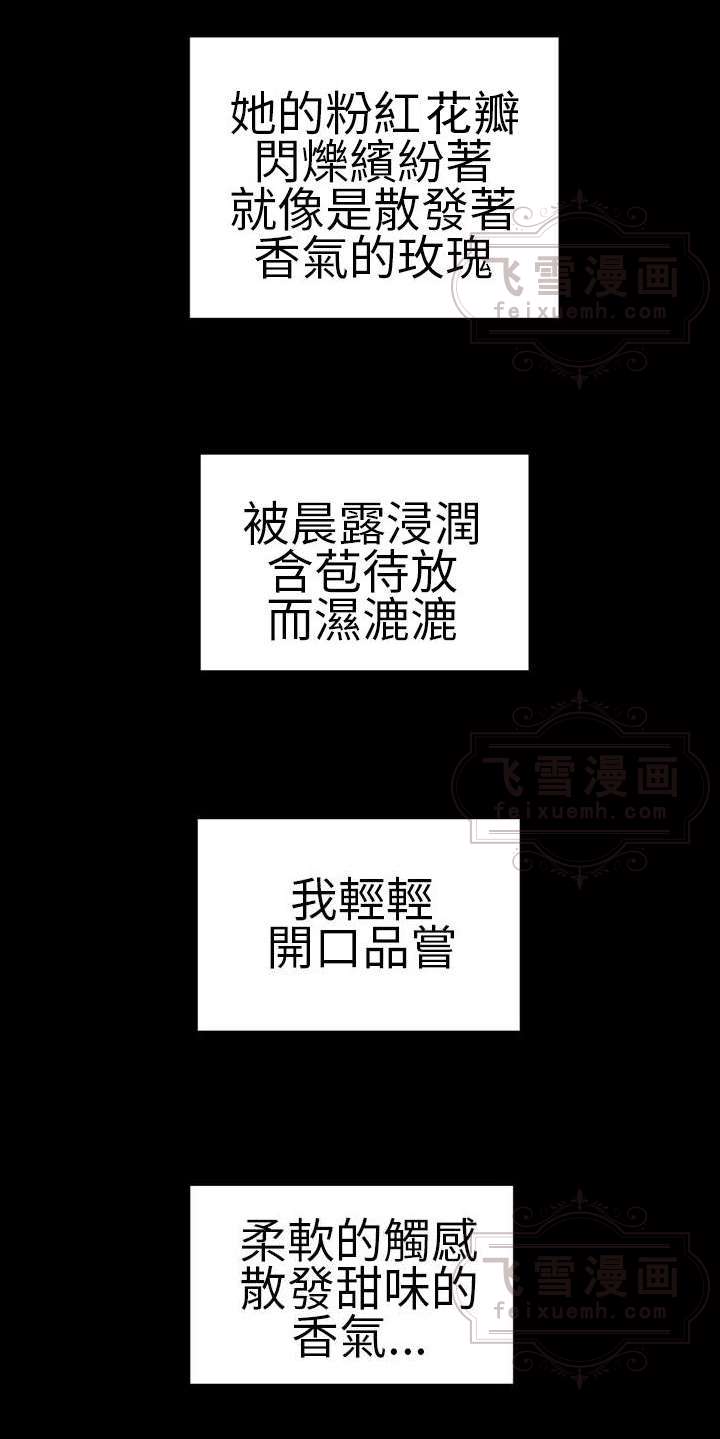 她的粉紅花瓣
閃爍繽紛著
就像是散發著
香氣的玫瑰
飞雪漫画
feixuemh.com
被晨露浸潤
含苞待放
而濕漉漉
飞雪漫画
feixuemh.com
我輕輕
開口品嘗
柔軟的觸感
散發甜味的
香氣...
飞雪漫画
feixuemh.com